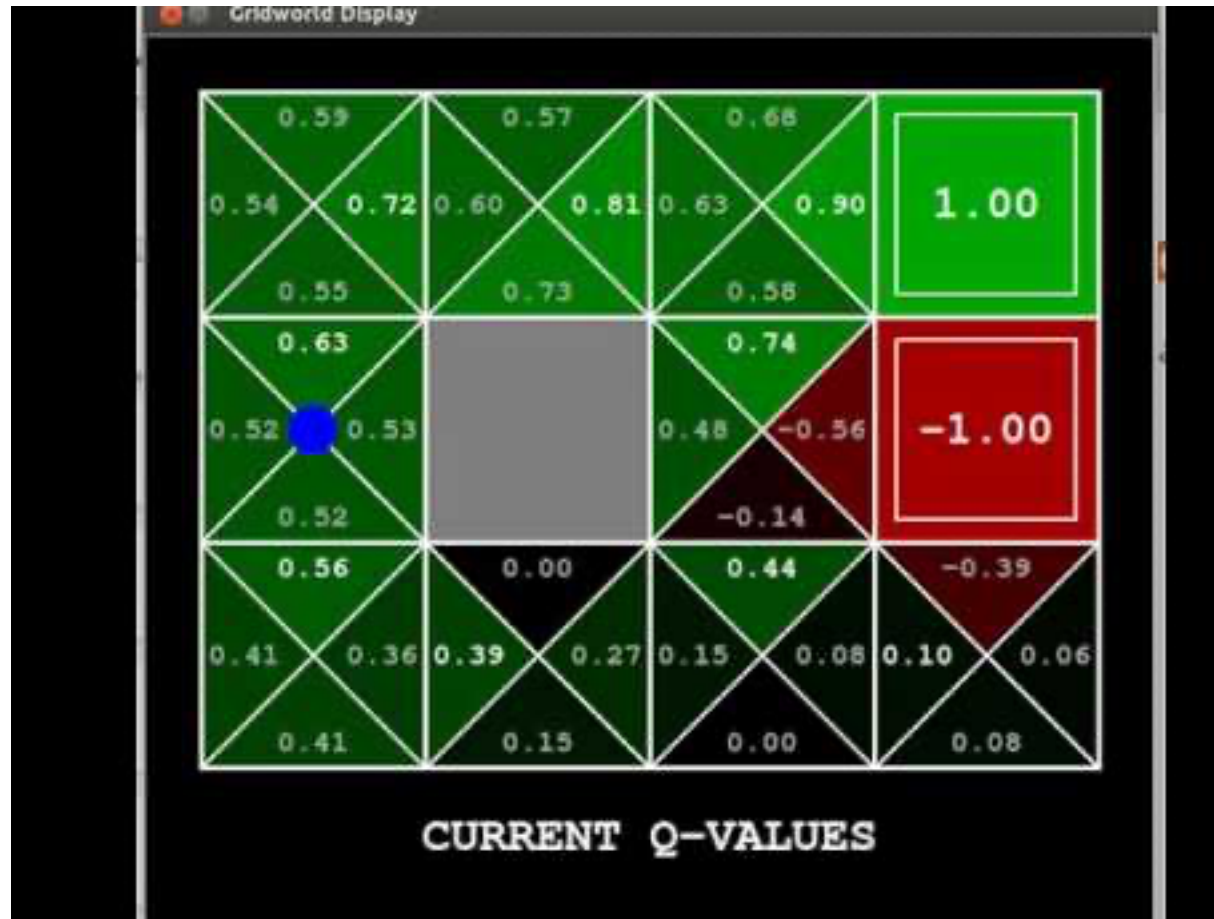 Gridworld Display
0.59 0.57 0.68
0.54 0.72 0.60 0.81 0.63 0.90 1.00
0.55 0.73 0.58
0.63 0.74
0.52 0.53 0.48 -0.56 -1.00
0.52 -0.14
0.56 0.00 0.44 -0.39
0.41 0.36 0.39 0.27 0.15 0.08 0.10 0.06
0.41 0.15 0.00 0.08
CURRENT Q-VALUES